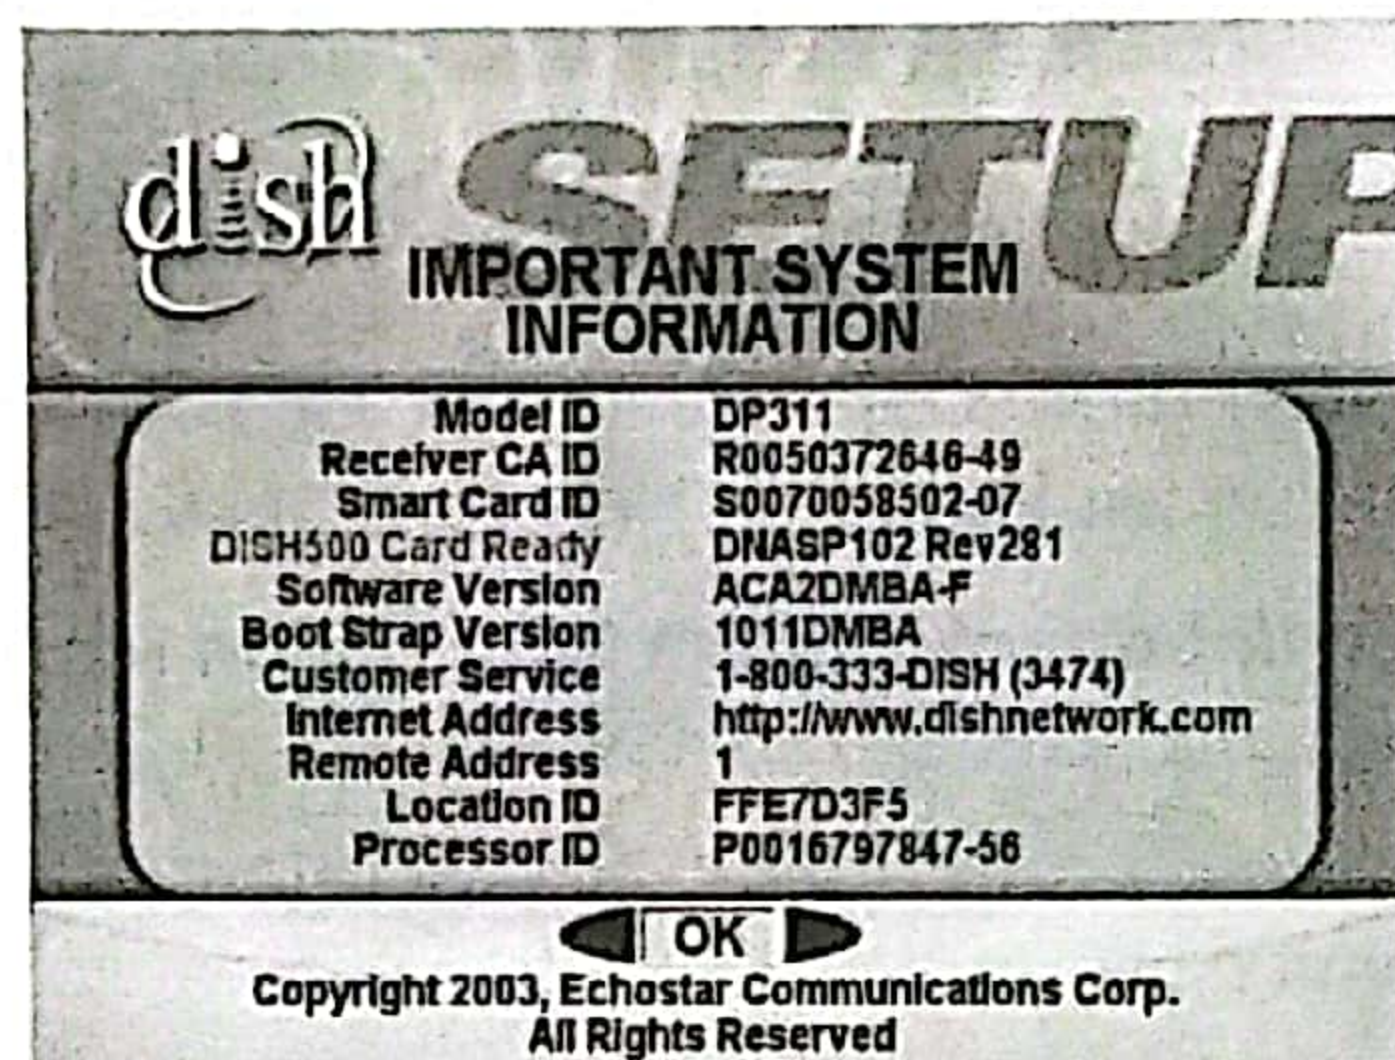 dish SETUP
IMPORTANT SYSTEM
INFORMATION
Model ID DP311
Receiver CA ID R0050372646-49
Smart Card ID S0070058502-07
DISH500 Card Ready DNASP102 Rev281
Software Version ACA2DMBA-F
Boot Strap Version 1011DMBA
Customer Service 1-800-333-DISH (3474)
Internet Address http://www.dishnetwork.com
Remote Address 1
Location ID FFE7D3F5
Processor ID P0016797847-56
OK
Copyright 2003, Echostar Communications Corp.
All Rights Reserved